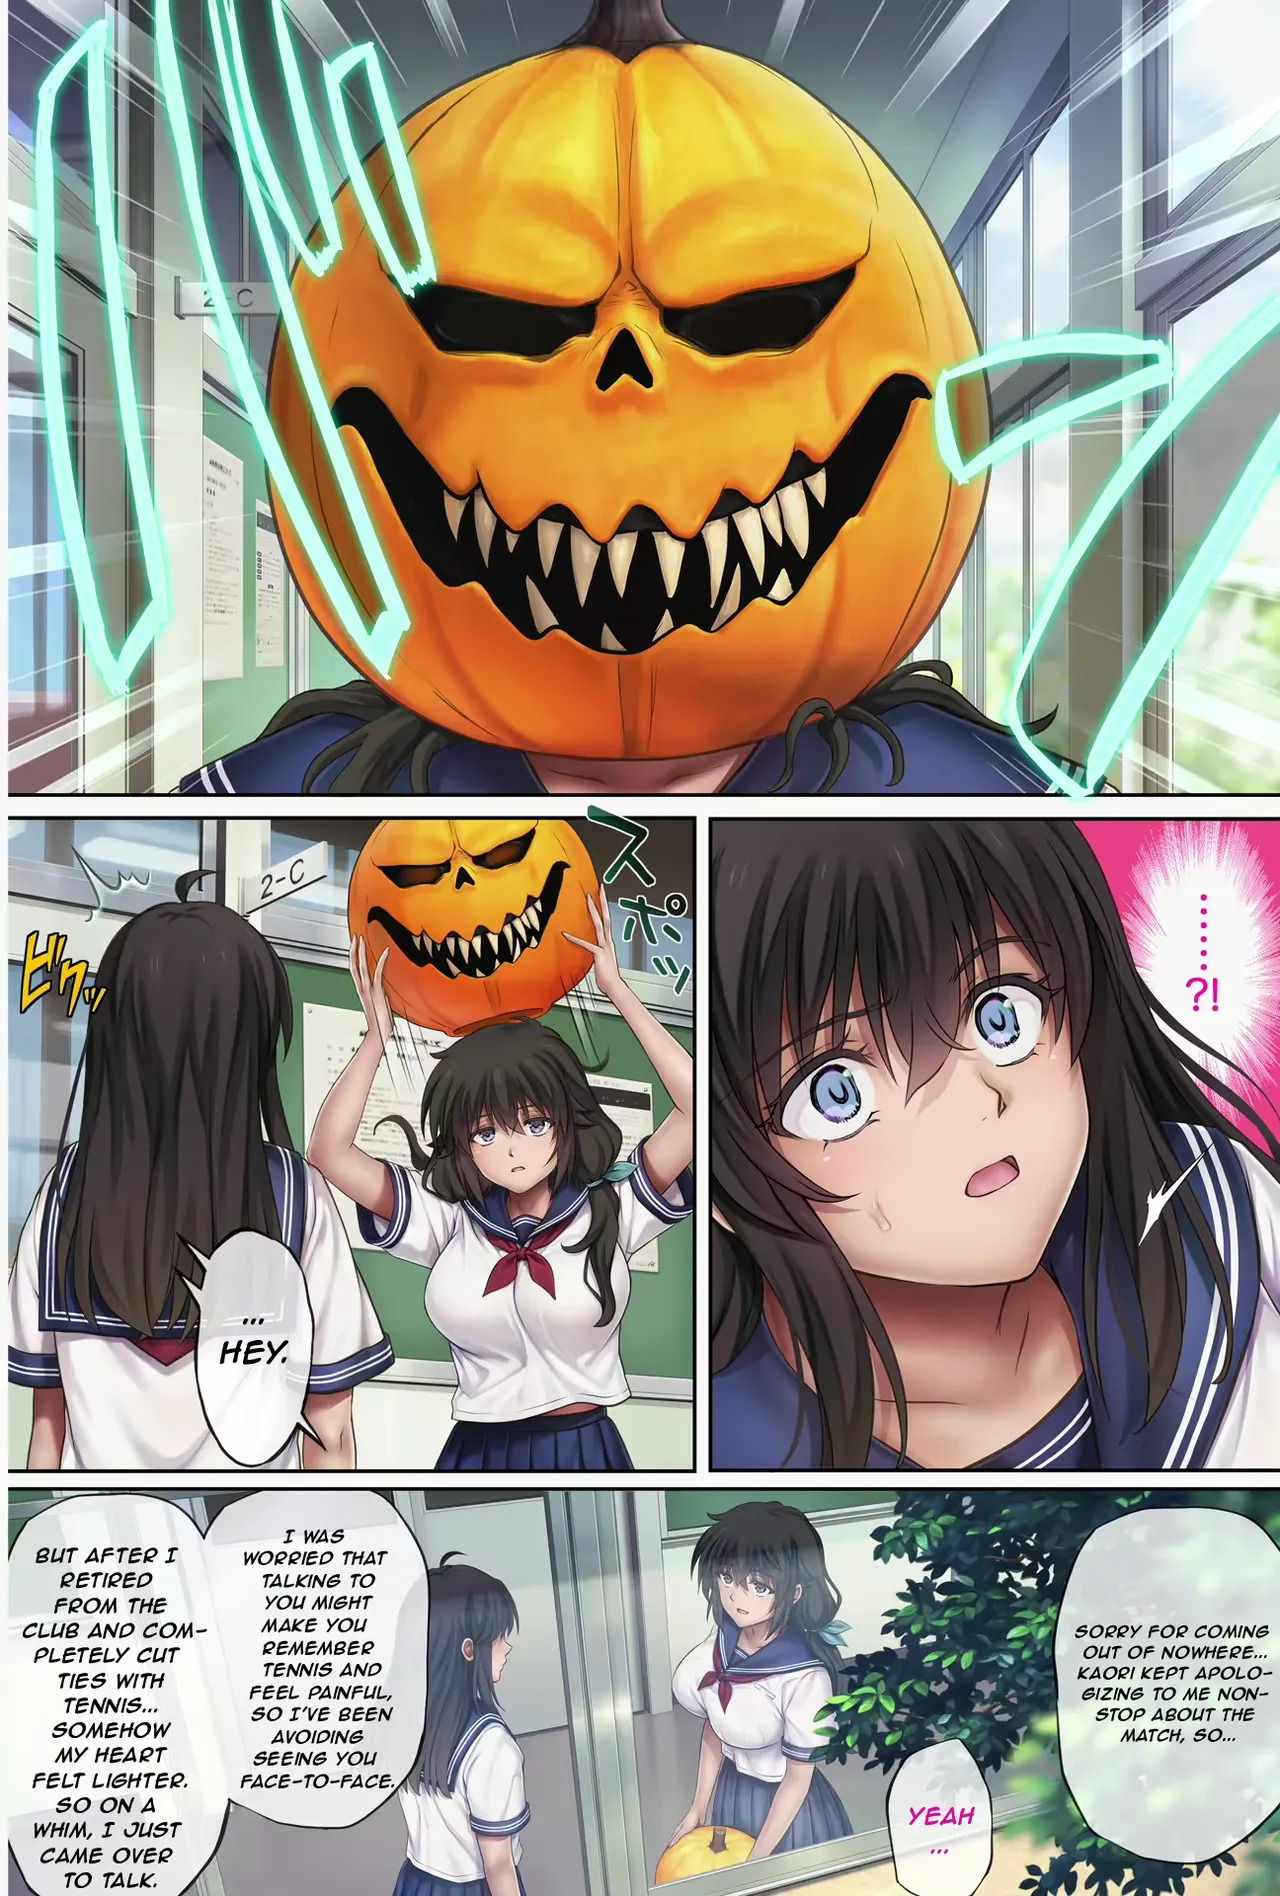 バーン
2-C
ビクッ
2-C
スポッ
...
HEY.
......
?!
SORRY FOR COMING
OUT OF NOWHERE...
KAORI KEPT APOLO-
GIZING TO ME NON-
STOP ABOUT THE
MATCH, SO...
YEAH
...
I WAS
WORRIED THAT
TALKING TO
YOU MIGHT
MAKE YOU
REMEMBER
TENNIS AND
FEEL PAINFUL,
SO I'VE BEEN
AVOIDING
SEEING YOU
FACE-TO-FACE.
BUT AFTER I
RETIRED
FROM THE
CLUB AND COM-
PLETELY CUT
TIES WITH
TENNIS...
SOMEHOW
MY HEART
FELT LIGHTER.
SO ON A
WHIM, I JUST
CAME OVER
TO TALK.